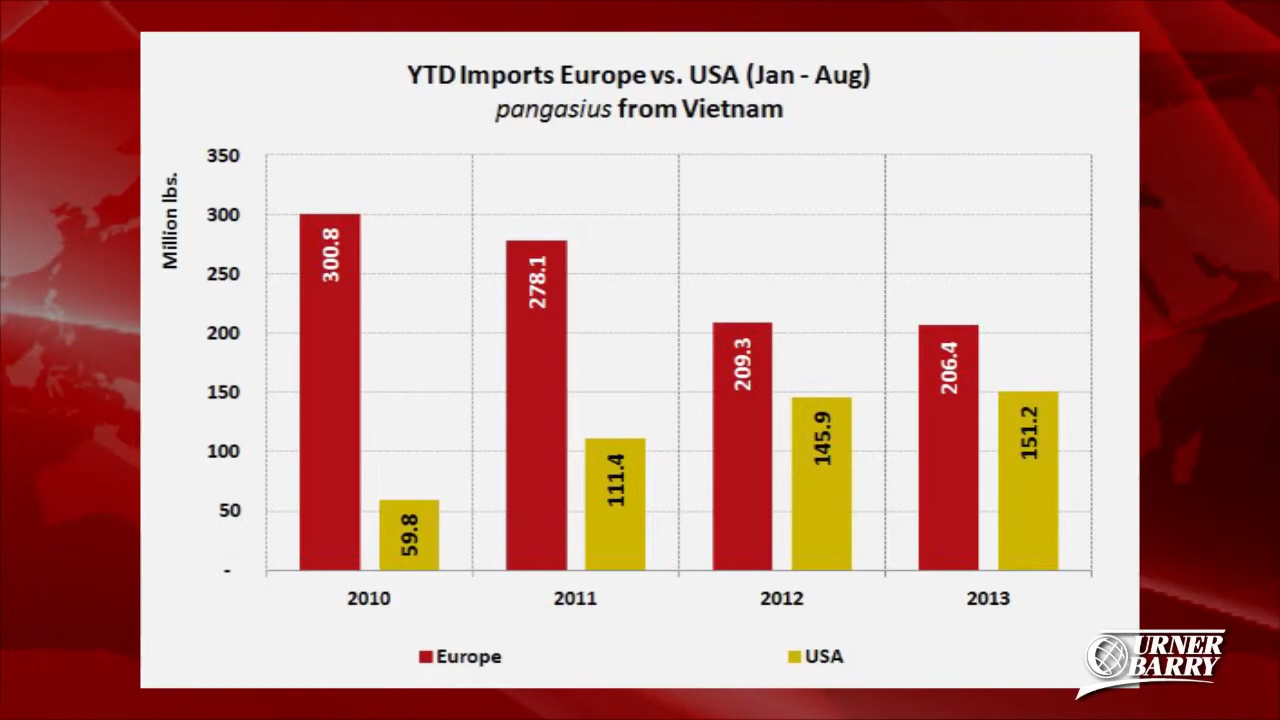 YTD Imports Europe vs. USA (Jan - Aug)
pangasius from Vietnam
Million lbs.
350
300
250
200
150
100
50
-
300.8
59.8
278.1
111.4
209.3
145.9
206.4
151.2
2010
2011
2012
2013
Europe
USA
URNER
BARRY